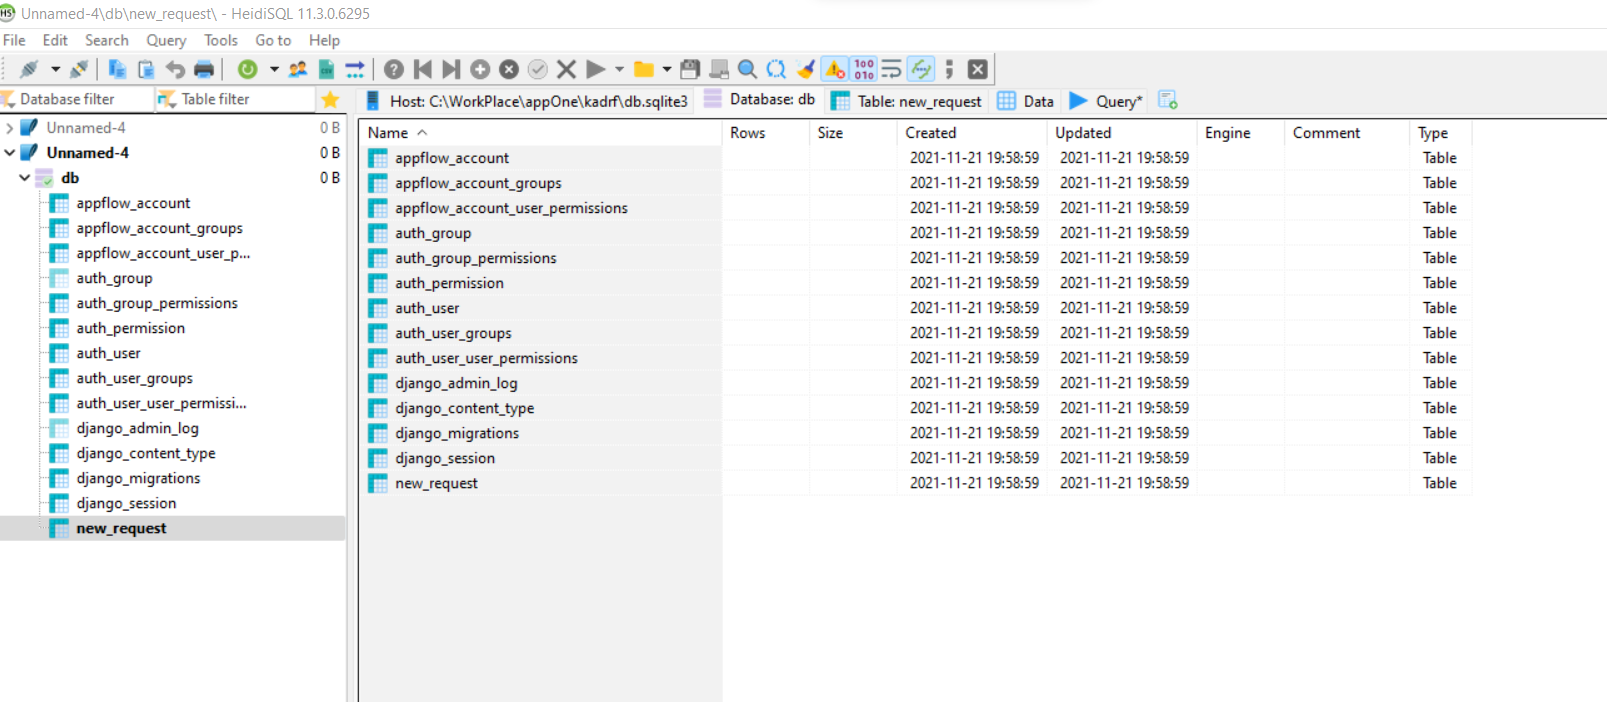 HS Unnamed-4\db\new_request\ - HeidiSQL 11.3.0.6295
File Edit Search Query Tools Go to Help
Database filter Table filter
Host: C:\WorkPlace\appOne\kadrf\db.sqlite3 Database: db Table: new_request Data Query*
Unnamed-4 0 B
Unnamed-4 0 B
db 0 B
appflow_account
appflow_account_groups
appflow_account_user_p...
auth_group
auth_group_permissions
auth_permission
auth_user
auth_user_groups
auth_user_user_permissi...
django_admin_log
django_content_type
django_migrations
django_session
new_request
Name Rows Size Created Updated Engine Comment Type
appflow_account 2021-11-21 19:58:59 2021-11-21 19:58:59 Table
appflow_account_groups 2021-11-21 19:58:59 2021-11-21 19:58:59 Table
appflow_account_user_permissions 2021-11-21 19:58:59 2021-11-21 19:58:59 Table
auth_group 2021-11-21 19:58:59 2021-11-21 19:58:59 Table
auth_group_permissions 2021-11-21 19:58:59 2021-11-21 19:58:59 Table
auth_permission 2021-11-21 19:58:59 2021-11-21 19:58:59 Table
auth_user 2021-11-21 19:58:59 2021-11-21 19:58:59 Table
auth_user_groups 2021-11-21 19:58:59 2021-11-21 19:58:59 Table
auth_user_user_permissions 2021-11-21 19:58:59 2021-11-21 19:58:59 Table
django_admin_log 2021-11-21 19:58:59 2021-11-21 19:58:59 Table
django_content_type 2021-11-21 19:58:59 2021-11-21 19:58:59 Table
django_migrations 2021-11-21 19:58:59 2021-11-21 19:58:59 Table
django_session 2021-11-21 19:58:59 2021-11-21 19:58:59 Table
new_request 2021-11-21 19:58:59 2021-11-21 19:58:59 Table